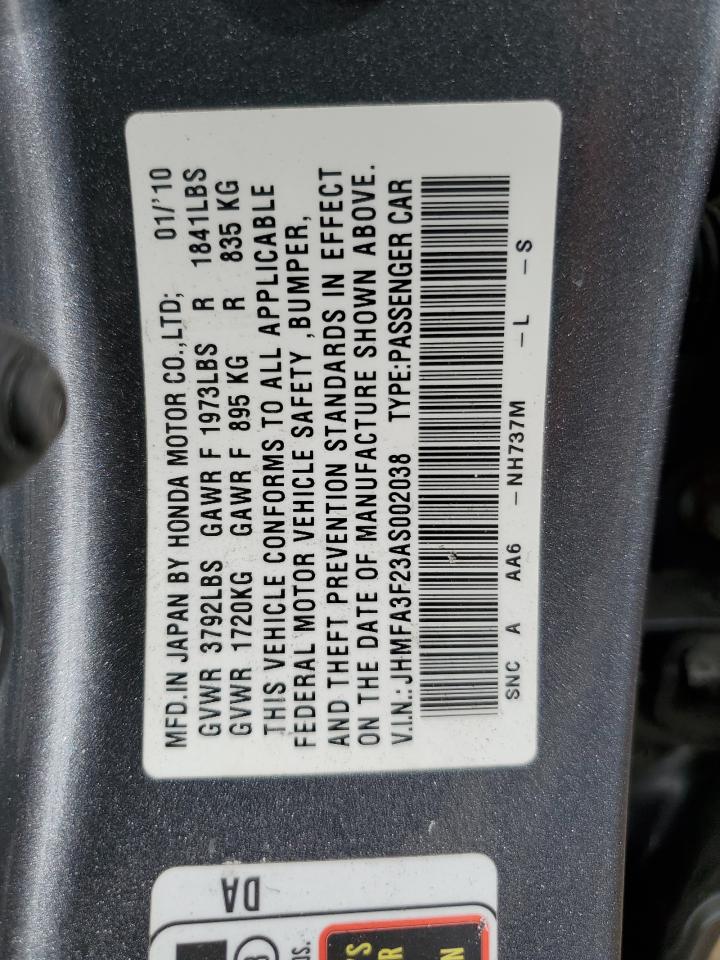 MFD.IN JAPAN BY HONDA MOTOR CO.,LTD; 01/'10
GVWR 3792LBS GAWR F 1973LBS R 1841LBS
GVWR 1720KG GAWR F 895 KG R 835 KG
THIS VEHICLE CONFORMS TO ALL APPLICABLE
FEDERAL MOTOR VEHICLE SAFETY ,BUMPER,
AND THEFT PREVENTION STANDARDS IN EFFECT
ON THE DATE OF MANUFACTURE SHOWN ABOVE.
V.I.N.:JHMFA3F23AS002038 TYPE:PASSENGER CAR
SNC A AA6 -NH737M -L -S
DA